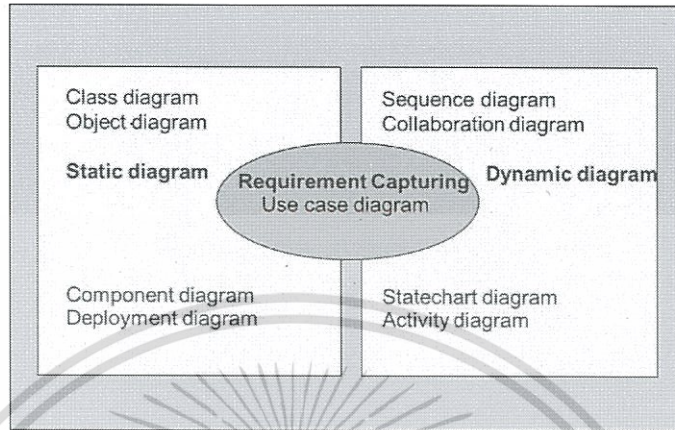 Class diagram
Object diagram
Static diagram
Component diagram
Deployment diagram
Requirement Capturing
Use case diagram
Sequence diagram
Collaboration diagram
Dynamic diagram
Statechart diagram
Activity diagram